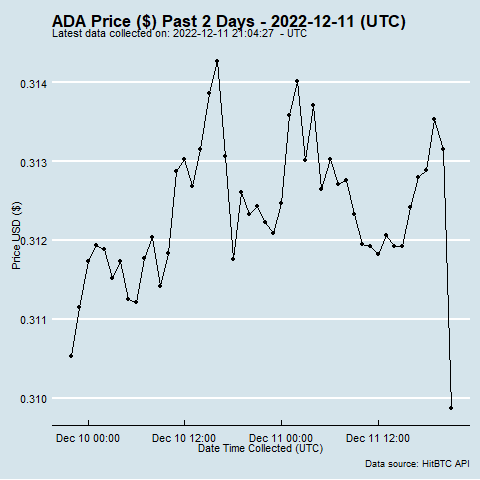 ADA Price ($) Past 2 Days - 2022-12-11 (UTC)
Latest data collected on: 2022-12-11 21:04:27 - UTC
0.314
0.313
0.312
0.311
0.310
Price USD ($)
Dec 10 00:00
Dec 10 12:00
Dec 11 00:00
Dec 11 12:00
Date Time Collected (UTC)
Data source: HitBTC API